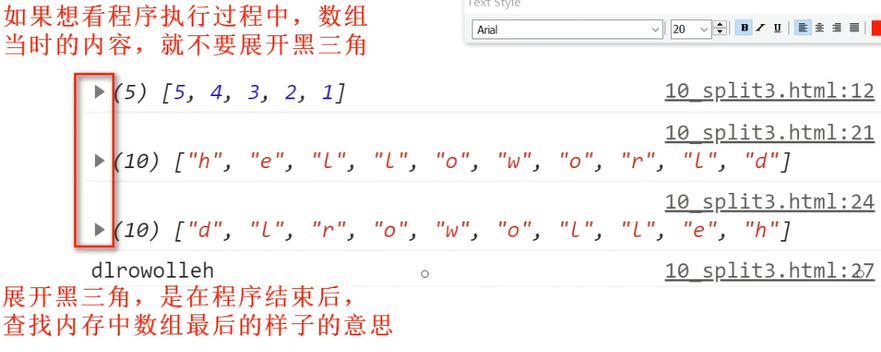 Text Style
如果想看程序执行过程中，数组
当时的内容，就不要展开黑三角
Arial
20
B I U
(5) [5, 4, 3, 2, 1]
10_split3.html:12
10_split3.html:21
(10) ["h", "e", "l", "l", "o", "w", "o", "r", "l", "d"]
10_split3.html:24
(10) ["d", "l", "r", "o", "w", "o", "l", "l", "e", "h"]
dlrowolleh
10_split3.html:27
展开黑三角，是在程序结束后，
查找内存中数组最后的样子的意思